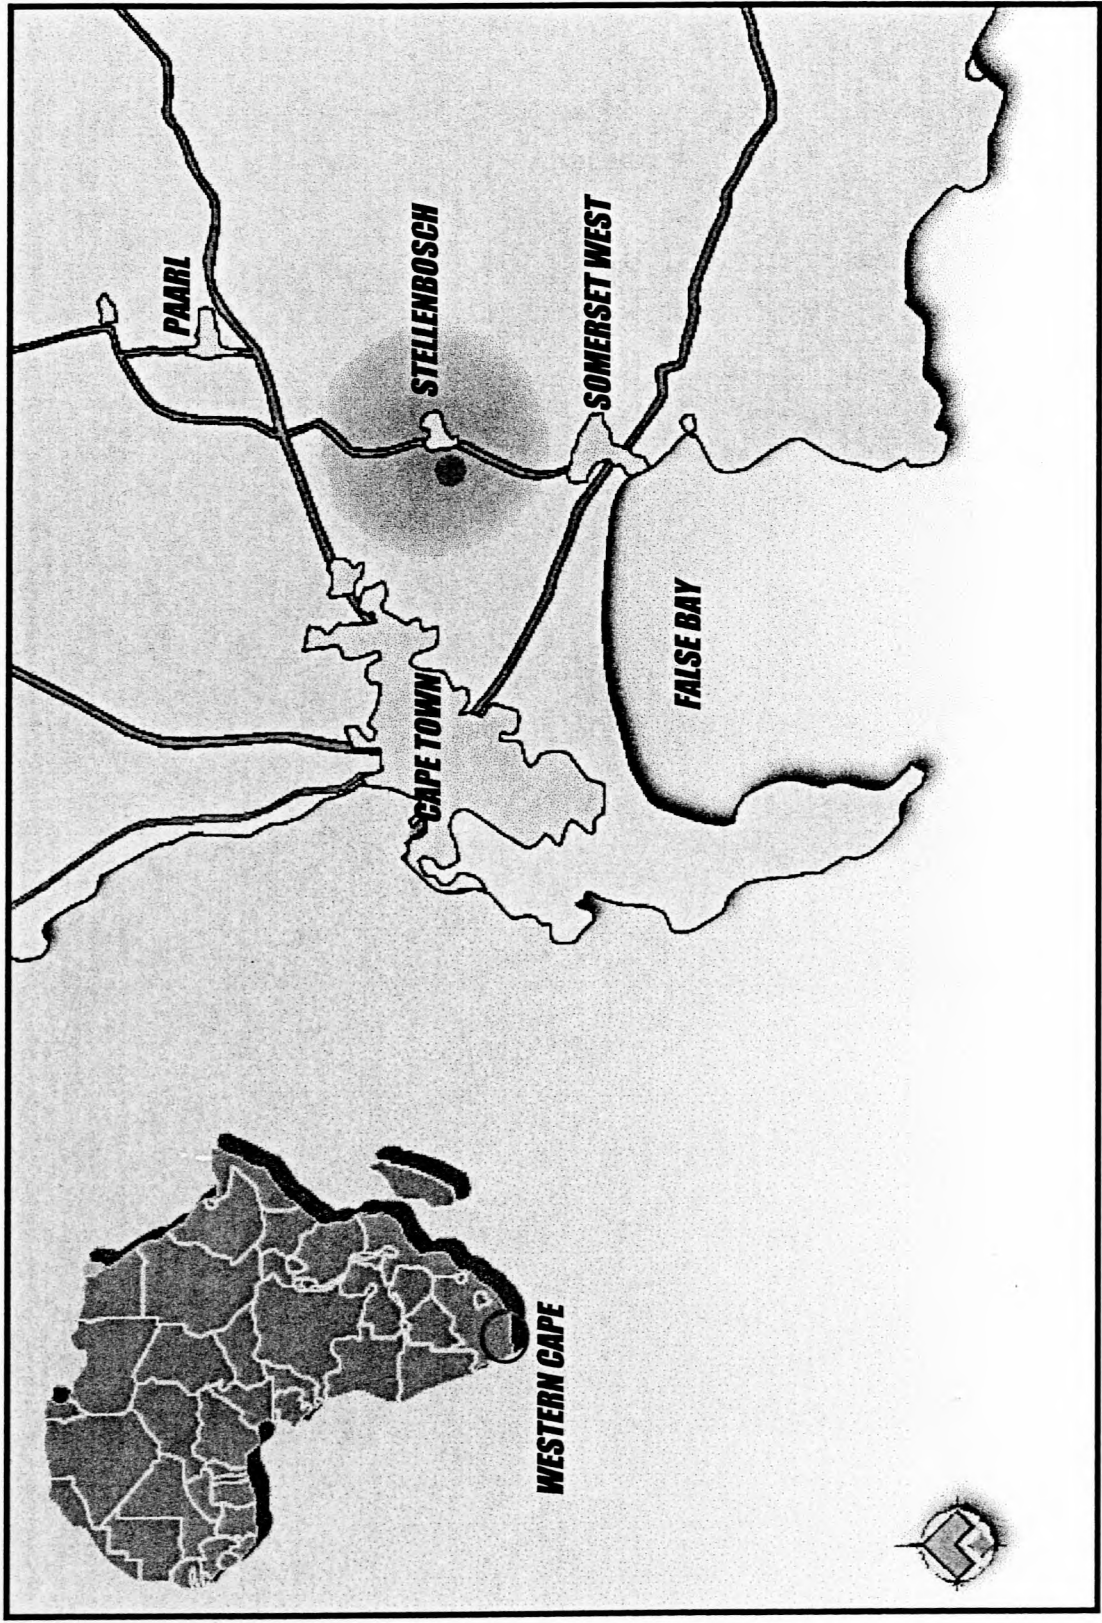 PAARL
STELLENBOSCH
SOMERSET WEST
CAPE TOWN
FALSE BAY
WESTERN CAPE